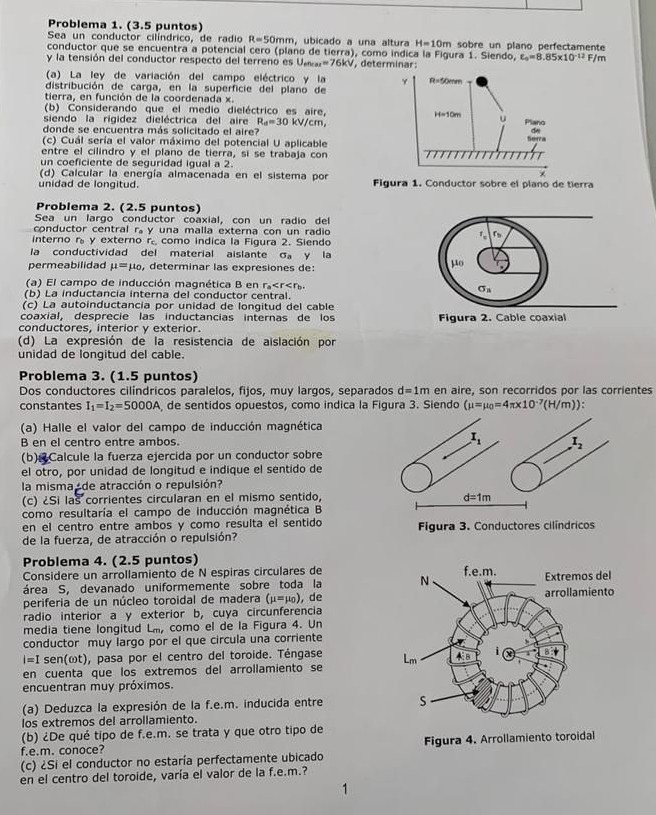 Problema 1. (3.5 puntos)
Sea un conductor cilíndrico, de radio R=50mm, ubicado a una altura H=10m sobre un plano perfectamente
conductor que se encuentra a potencial cero (plano de tierra), como indica la Figura 1. Siendo, ε₀=8.85x10⁻¹² F/m
y la tensión del conductor respecto del terreno es Uₑfᵢcₐz=76kV, determinar:
(a) La ley de variación del campo eléctrico y la
distribución de carga, en la superficie del plano de
tierra, en función de la coordenada x.
(b) Considerando que el medio dieléctrico es aire,
siendo la rigidez dieléctrica del aire Rd=30 kV/cm,
donde se encuentra más solicitado el aire?
(c) Cuál sería el valor máximo del potencial U aplicable
entre el cilindro y el plano de tierra, si se trabaja con
un coeficiente de seguridad igual a 2.
(d) Calcular la energía almacenada en el sistema por
unidad de longitud.
Y
R=50mm
H=10m
U
Plano
de
tierra
X
Figura 1. Conductor sobre el plano de tierra
Problema 2. (2.5 puntos)
Sea un largo conductor coaxial, con un radio del
conductor central rₐ y una malla externa con un radio
interno r_b y externo r_c, como indica la Figura 2. Siendo
la conductividad del material aislante σₐ y la
permeabilidad μ=μ₀, determinar las expresiones de:
(a) El campo de inducción magnética B en rₐ<r<r_b.
(b) La inductancia interna del conductor central.
(c) La autoinductancia por unidad de longitud del cable
coaxial, desprecie las inductancias internas de los
conductores, interior y exterior.
(d) La expresión de la resistencia de aislación por
unidad de longitud del cable.
r_c
r_b
μ₀
σₐ
Figura 2. Cable coaxial
Problema 3. (1.5 puntos)
Dos conductores cilíndricos paralelos, fijos, muy largos, separados d=1m en aire, son recorridos por las corrientes
constantes I₁=I₂=5000A, de sentidos opuestos, como indica la Figura 3. Siendo (μ=μ₀=4πx10⁻⁷(H/m)):
(a) Halle el valor del campo de inducción magnética
B en el centro entre ambos.
(b) Calcule la fuerza ejercida por un conductor sobre
el otro, por unidad de longitud e indique el sentido de
la misma ¿de atracción o repulsión?
(c) ¿Si las corrientes circularan en el mismo sentido,
como resultaría el campo de inducción magnética B
en el centro entre ambos y como resulta el sentido
de la fuerza, de atracción o repulsión?
I₁
I₂
d=1m
Figura 3. Conductores cilíndricos
Problema 4. (2.5 puntos)
Considere un arrollamiento de N espiras circulares de
área S, devanado uniformemente sobre toda la
periferia de un núcleo toroidal de madera (μ=μ₀), de
radio interior a y exterior b, cuya circunferencia
media tiene longitud Lₘ, como el de la Figura 4. Un
conductor muy largo por el que circula una corriente
i=I sen(ωt), pasa por el centro del toroide. Téngase
en cuenta que los extremos del arrollamiento se
encuentran muy próximos.
(a) Deduzca la expresión de la f.e.m. inducida entre
los extremos del arrollamiento.
(b) ¿De qué tipo de f.e.m. se trata y que otro tipo de
f.e.m. conoce?
(c) ¿Si el conductor no estaría perfectamente ubicado
en el centro del toroide, varía el valor de la f.e.m.?
N
f.e.m.
Extremos del
arrollamiento
Lₘ
B
i
B
S
Figura 4. Arrollamiento toroidal
1